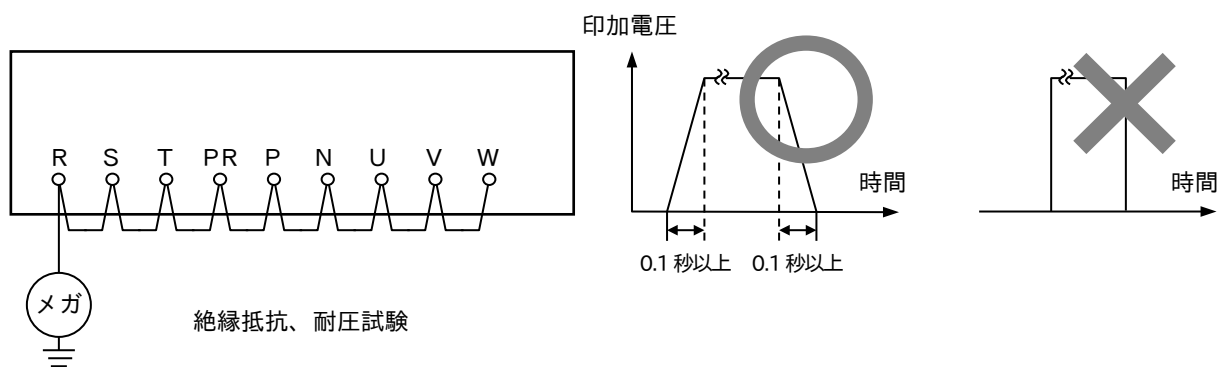 印加電圧
R S T PR P N U V W
時間
時間
0.1 秒以上 0.1 秒以上
メガ
絶縁抵抗、耐圧試験